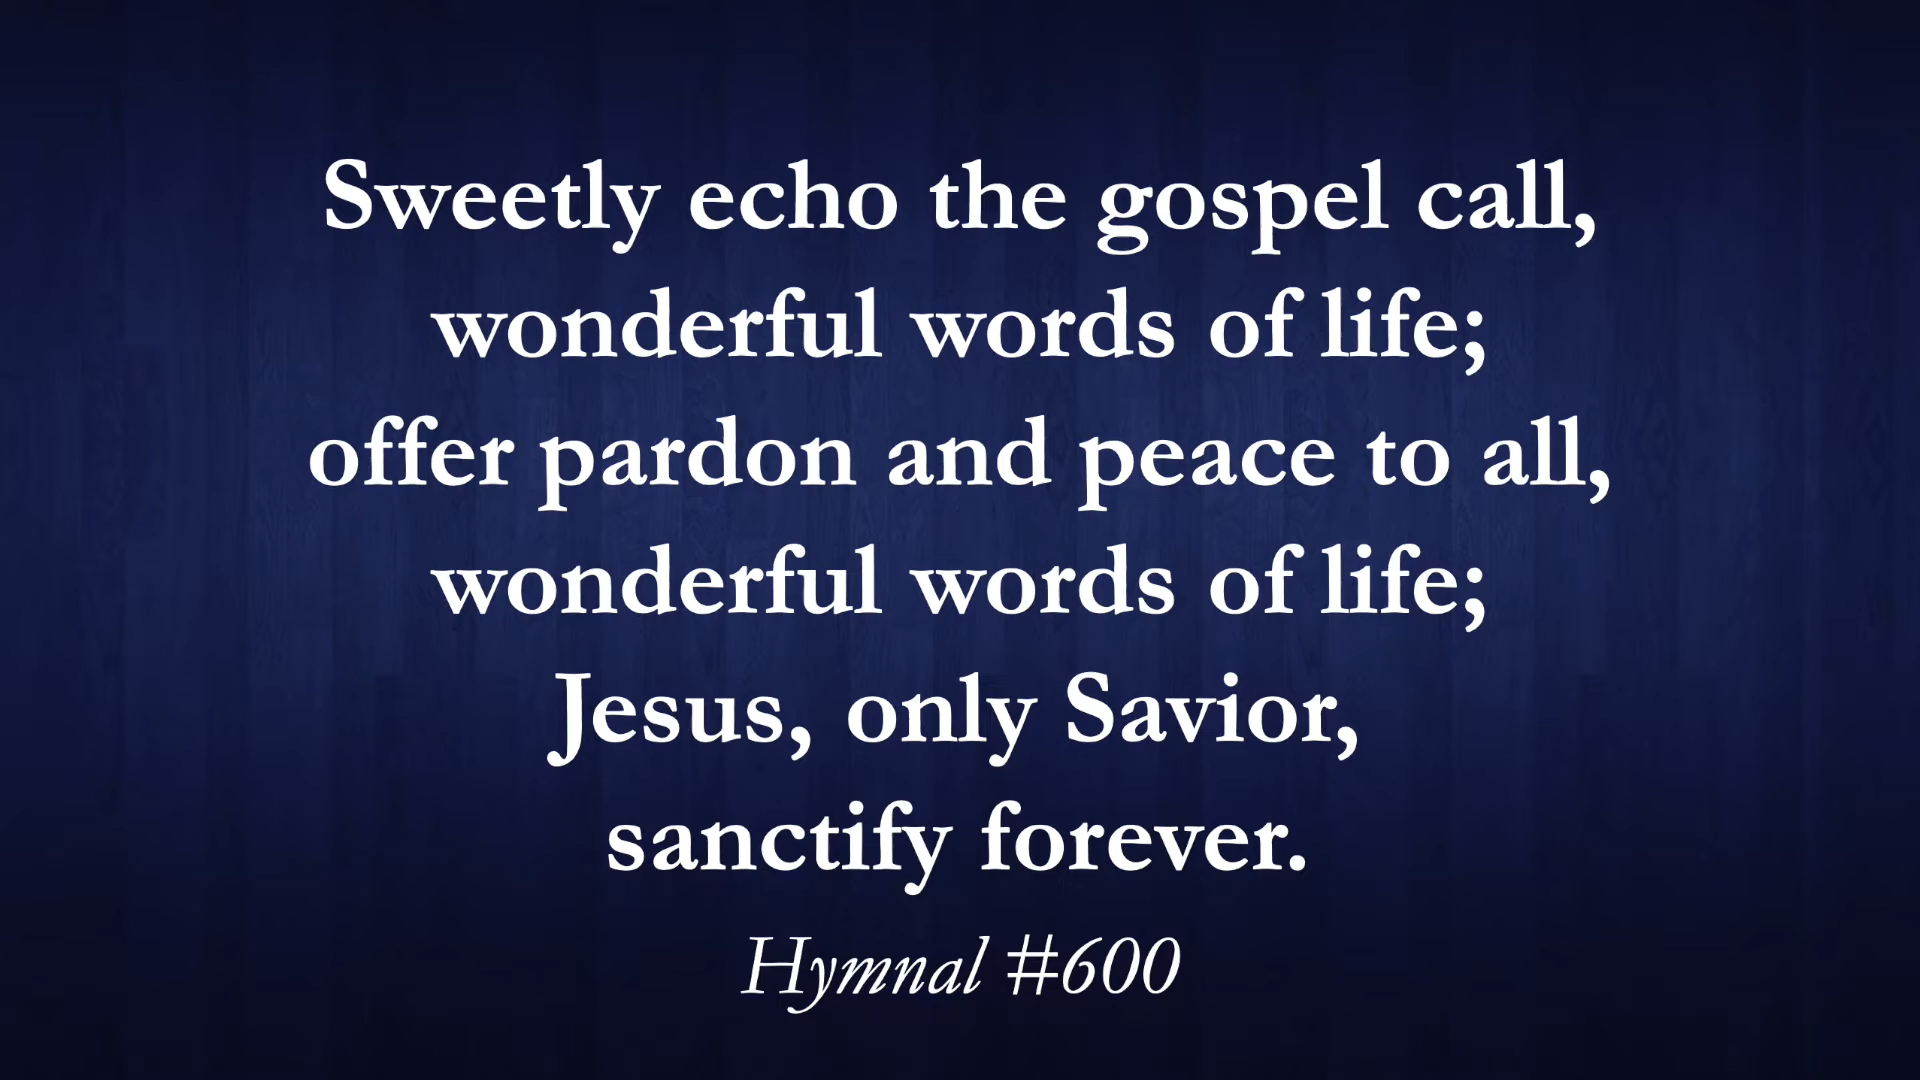 Sweetly echo the gospel call,
wonderful words of life;
offer pardon and peace to all,
wonderful words of life;
Jesus, only Savior,
sanctify forever.
Hymnal #600